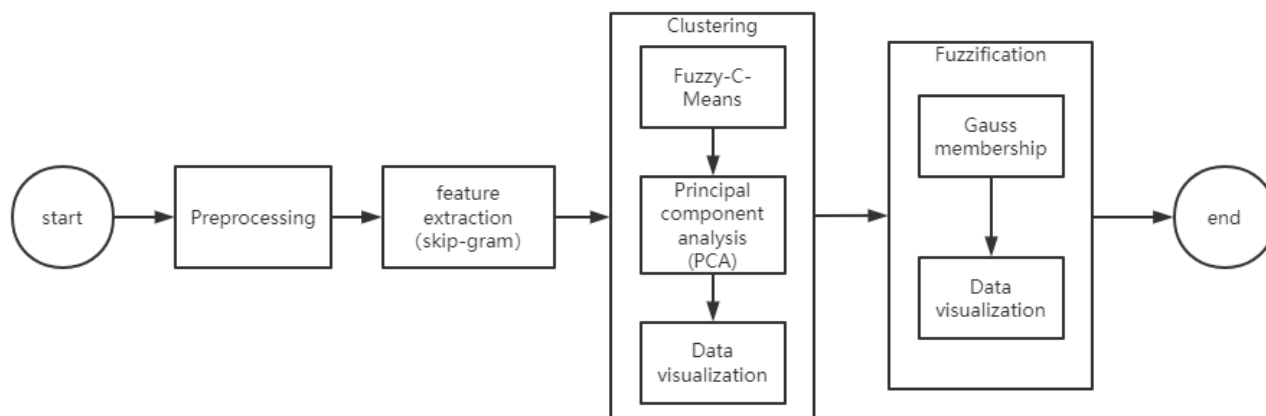 start
Preprocessing
feature
extraction
(skip-gram)
Clustering
Fuzzy-C-
Means
Principal
component
analysis
(PCA)
Data
visualization
Fuzzification
Gauss
membership
Data
visualization
end